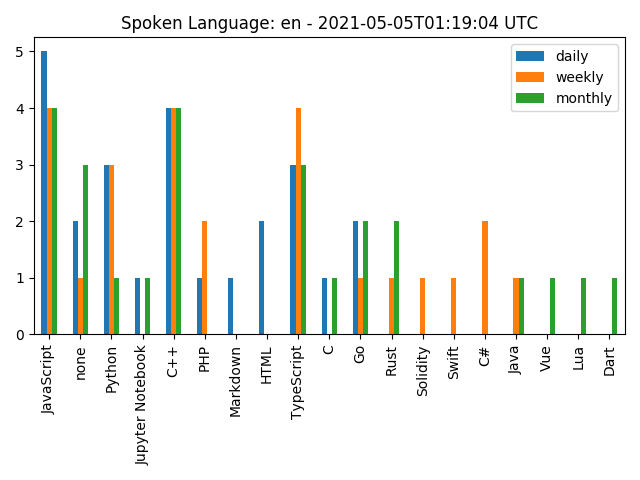 Spoken Language: en - 2021-05-05T01:19:04 UTC
daily
weekly
monthly
5
4
3
2
1
0
JavaScript
none
Python
Jupyter Notebook
C++
PHP
Markdown
HTML
TypeScript
C
Go
Rust
Solidity
Swift
C#
Java
Vue
Lua
Dart